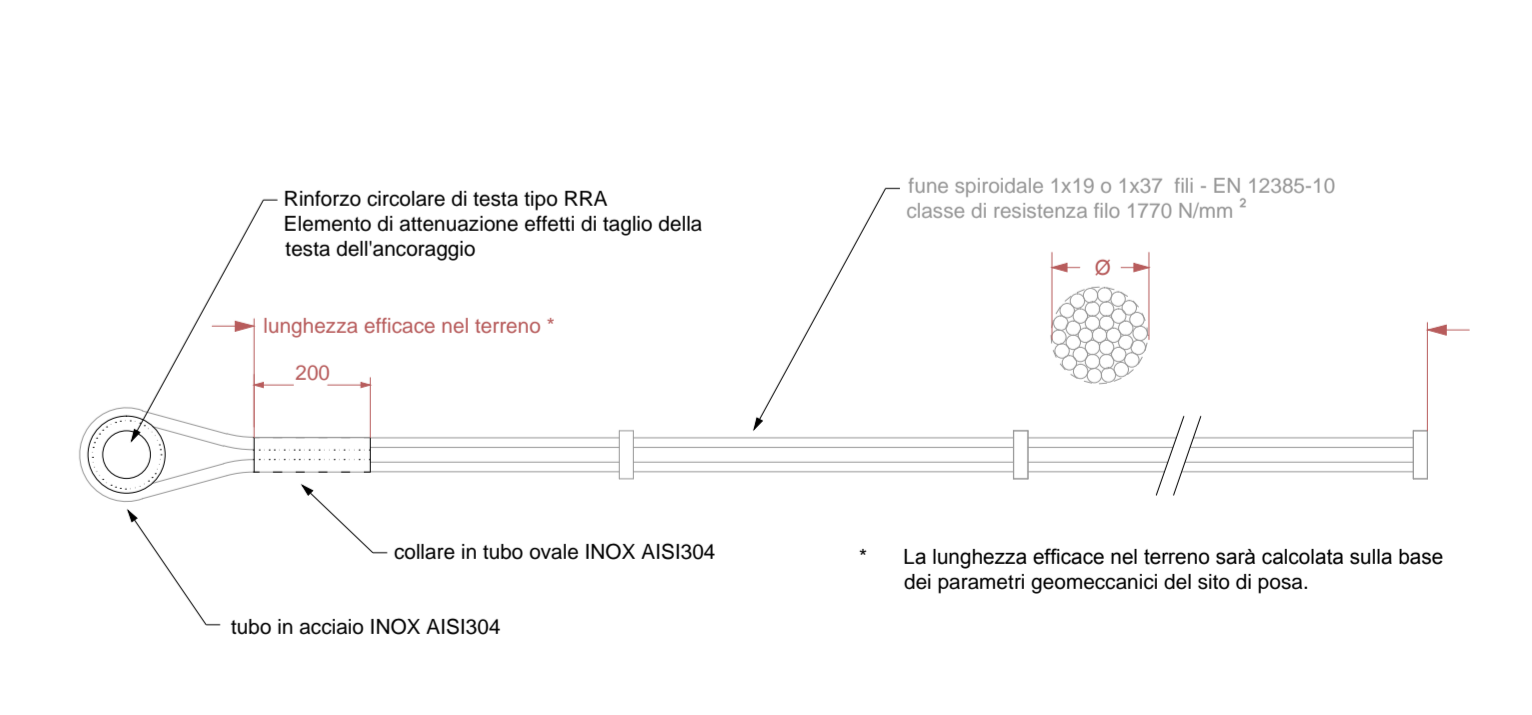 Rinforzo circolare di testa tipo RRA
Elemento di attenuazione effetti di taglio della
testa dell'ancoraggio
fune spiroidale 1x19 o 1x37 fili - EN 12385-10
classe di resistenza filo 1770 N/mm ²
Ø
lunghezza efficace nel terreno *
200
collare in tubo ovale INOX AISI304
* La lunghezza efficace nel terreno sarà calcolata sulla base
dei parametri geomeccanici del sito di posa.
tubo in acciaio INOX AISI304